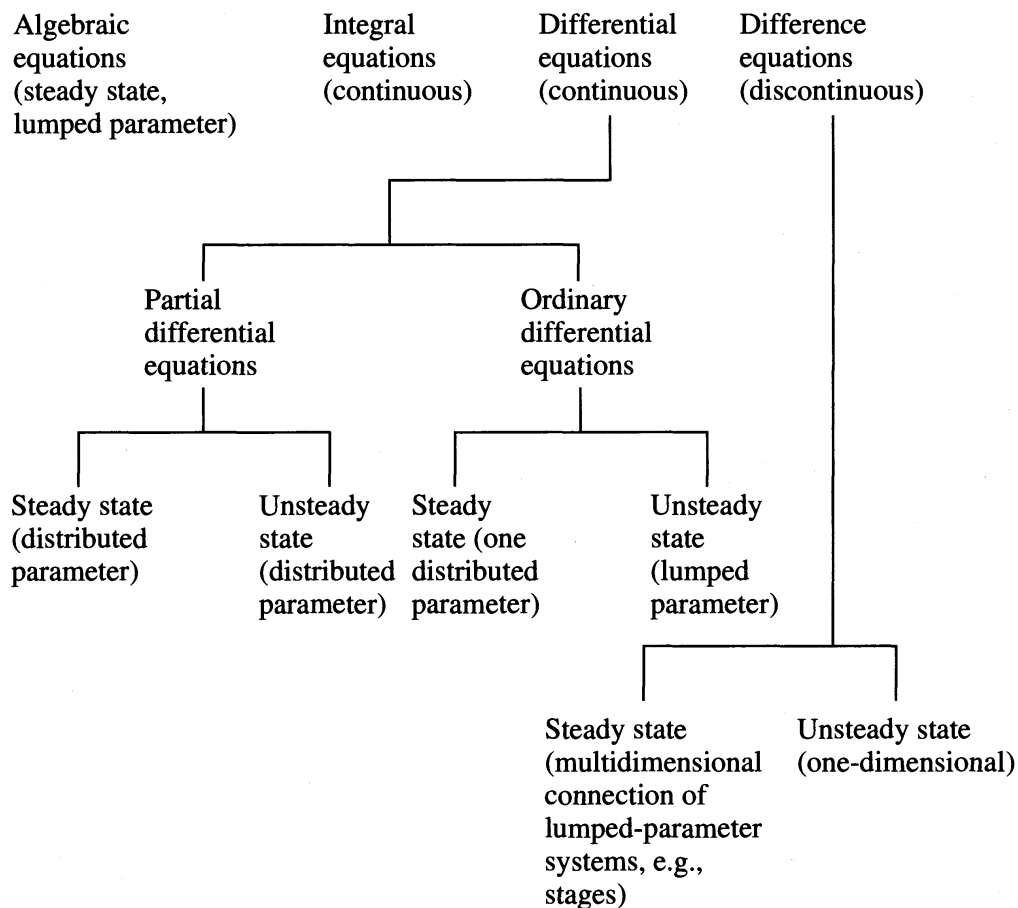 Algebraic
equations
(steady state,
lumped parameter)
Integral
equations
(continuous)
Differential
equations
(continuous)
Difference
equations
(discontinuous)
Partial
differential
equations
Ordinary
differential
equations
Steady state
(distributed
parameter)
Unsteady
state
(distributed
parameter)
Steady
state (one
distributed
parameter)
Unsteady
state
(lumped
parameter)
Steady state
(multidimensional
connection of
lumped-parameter
systems, e.g.,
stages)
Unsteady state
(one-dimensional)